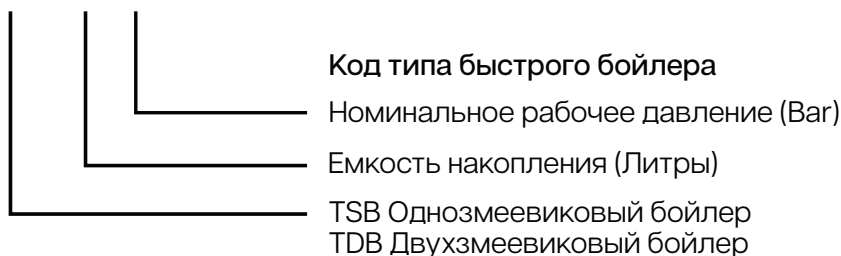 Код типа быстрого бойлера
Номинальное рабочее давление (Bar)
Емкость накопления (Литры)
TSB Однозмеевиковый бойлер
TDB Двухзмеевиковый бойлер